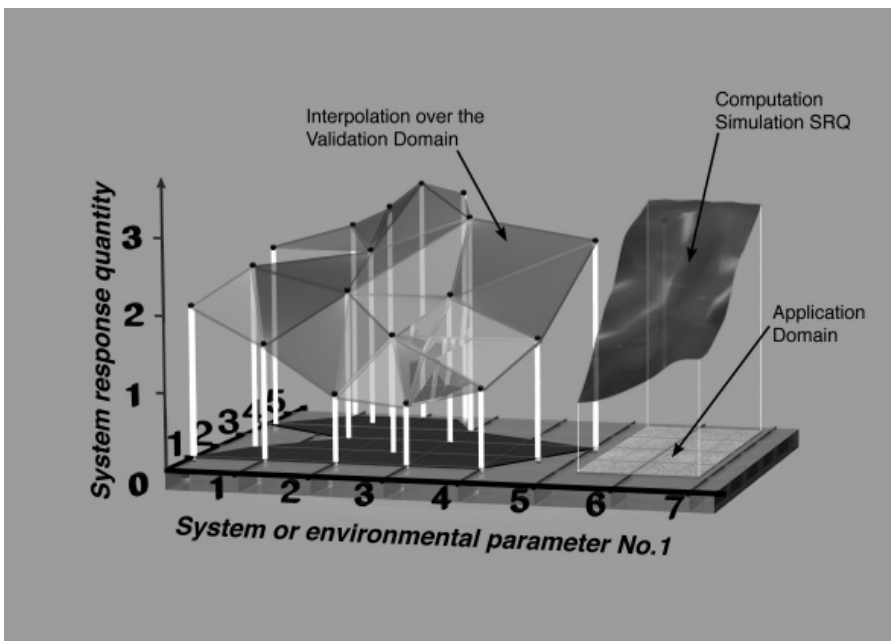 Interpolation over the
Validation Domain
Computation
Simulation SRQ
Application
Domain
System response quantity
3
2
1
0
1 2 3 4 5
1 2 3 4 5 6 7
System or environmental parameter No.1